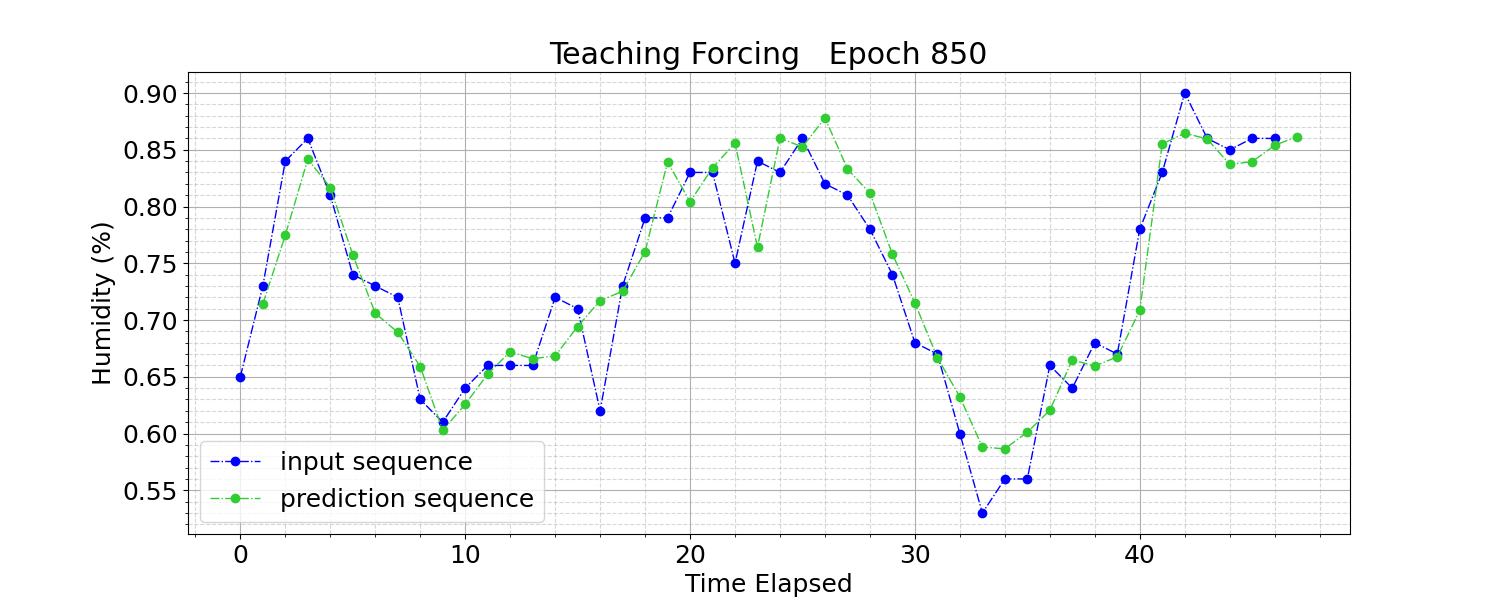 Teaching Forcing   Epoch 850
Humidity (%)
0.90
0.85
0.80
0.75
0.70
0.65
0.60
0.55
input sequence
prediction sequence
0 10 20 30 40
Time Elapsed